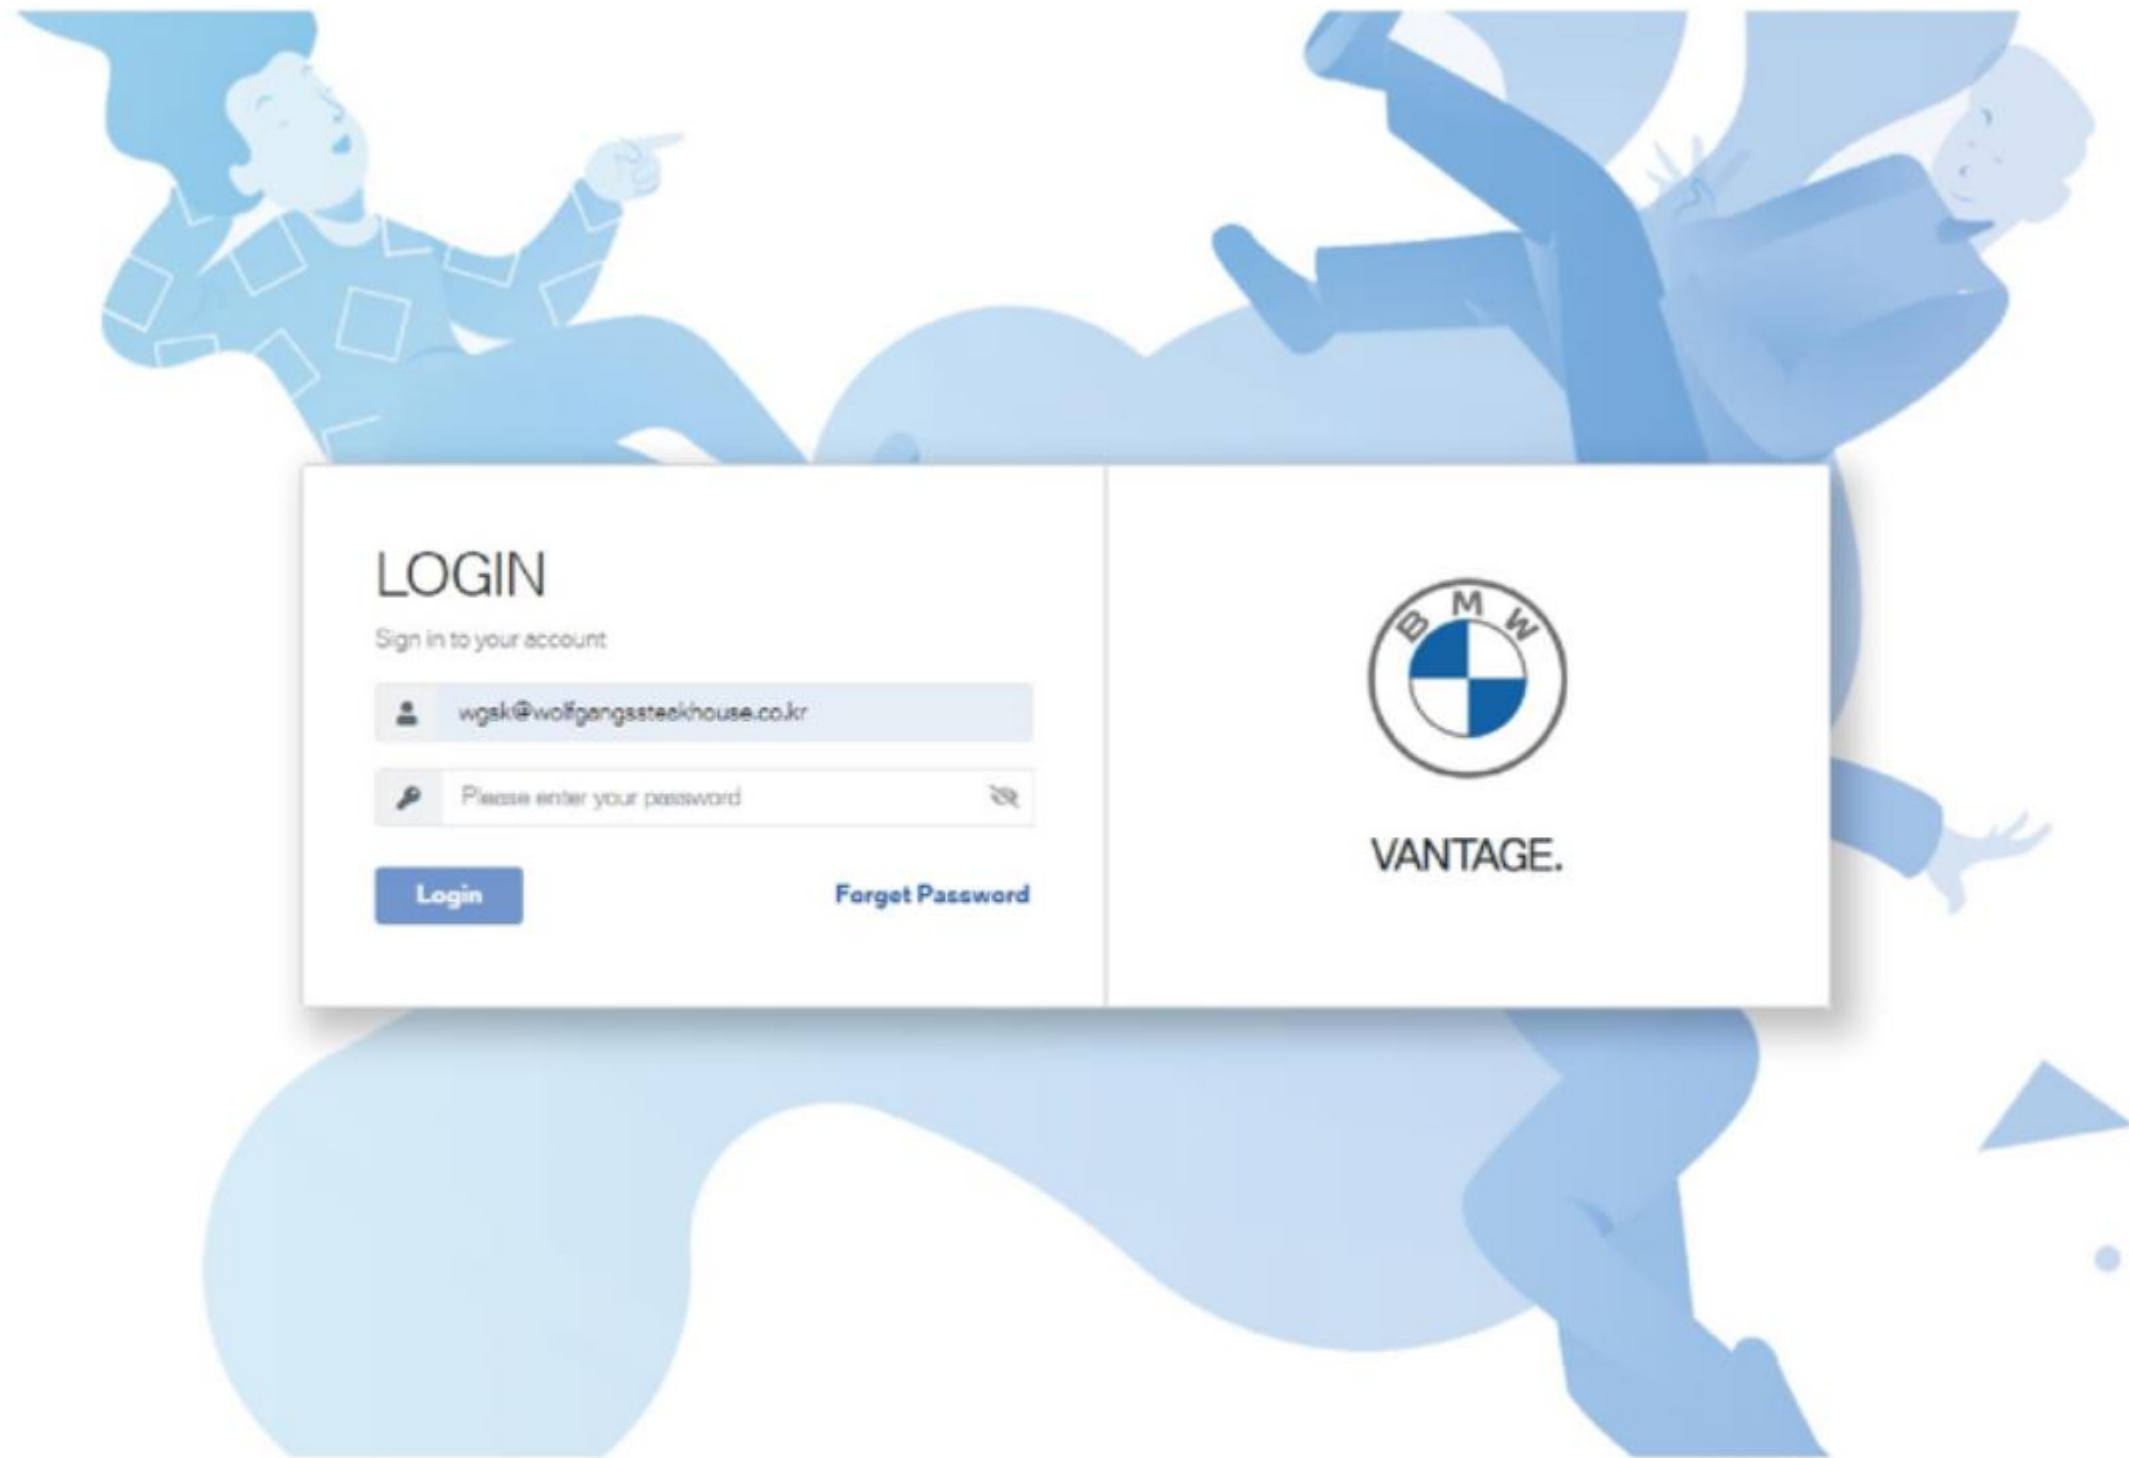 LOGIN
Sign in to your account
wgsk@wolfgangssteakhouse.co.kr
Please enter your password
Login
Forget Password
BMW
VANTAGE.